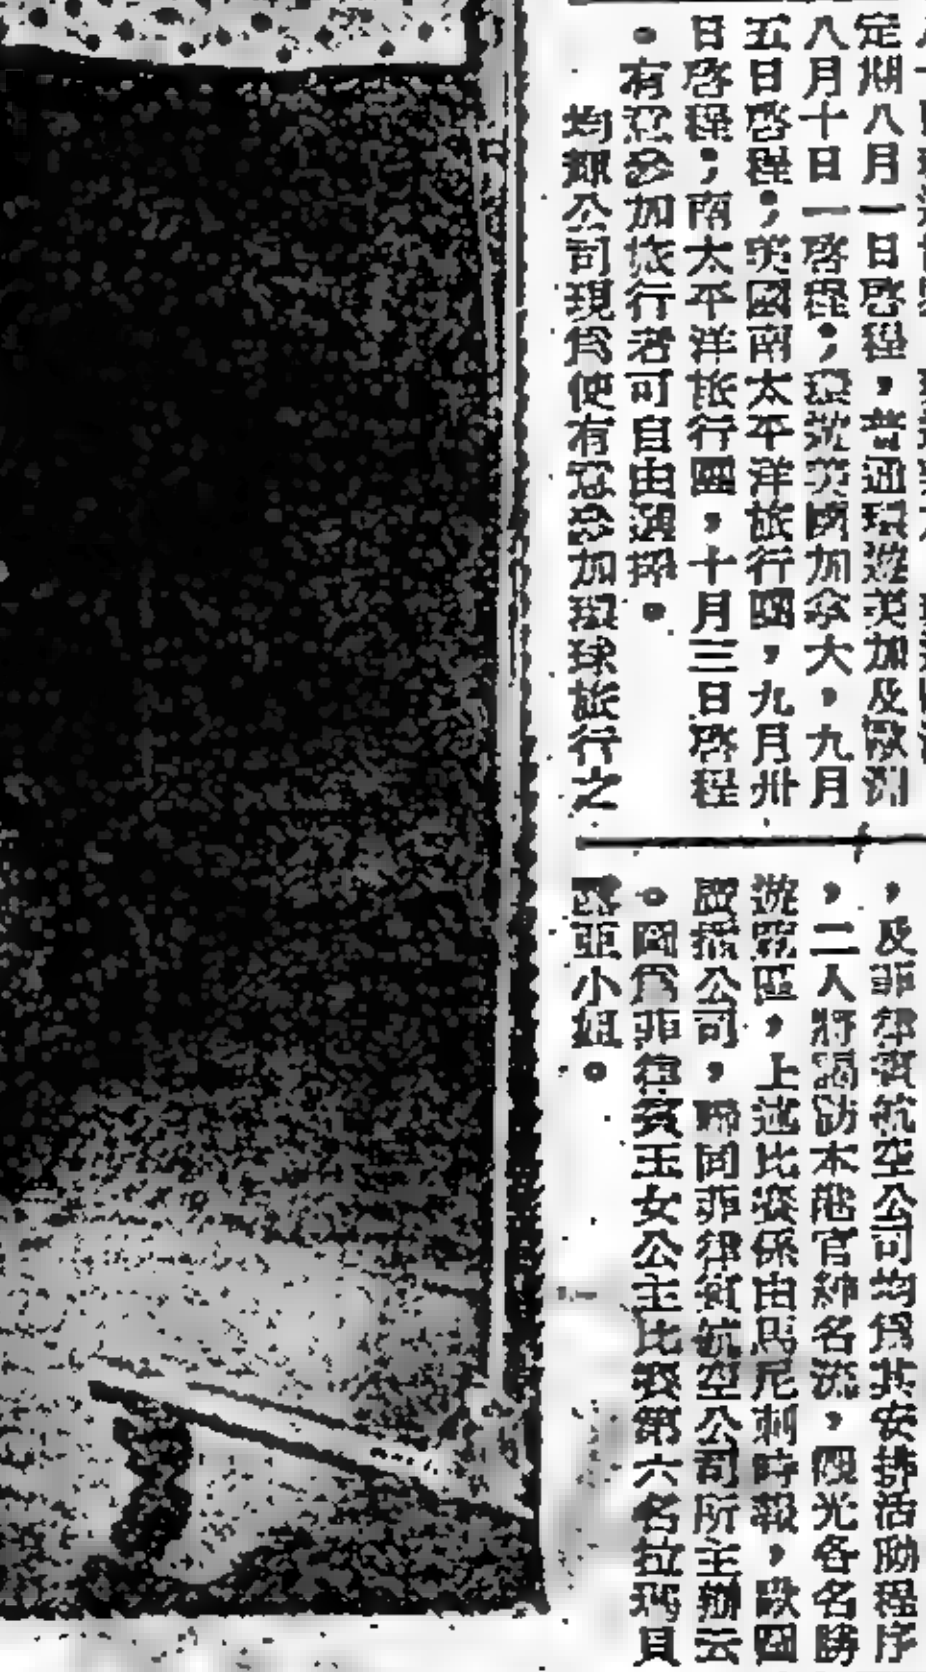 定期八月一日啓程，普通環遊美加及歐洲
八月十日一啓程；環遊美國加拿大，九月
五日啓程；美國南太平洋旅行團，九月卅
日啓程；南太平洋旅行團，十月三日啓程
。有意參加旅行者可自由選擇。
均輝公司現爲使有意參加環球旅行之
，及菲律賓航空公司均爲其安排活動程序
，二人將訪本港官紳名流，觀光各名勝
遊區，上述比賽係由馬尼剌時報，
廣播公司，聯同菲律賓航空公司所主辦云
。圖爲菲律賓玉女公主比賽第六名拉瑪貝
亞小姐。